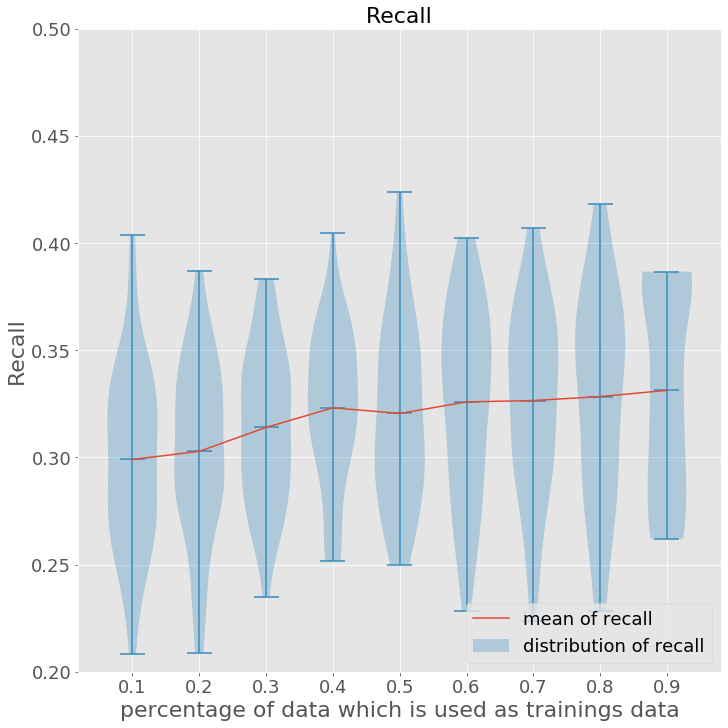 Recall
0.50
0.45
0.40
0.35
0.30
0.25
0.20
Recall
mean of recall
distribution of recall
0.1 0.2 0.3 0.4 0.5 0.6 0.7 0.8 0.9
percentage of data which is used as trainings data